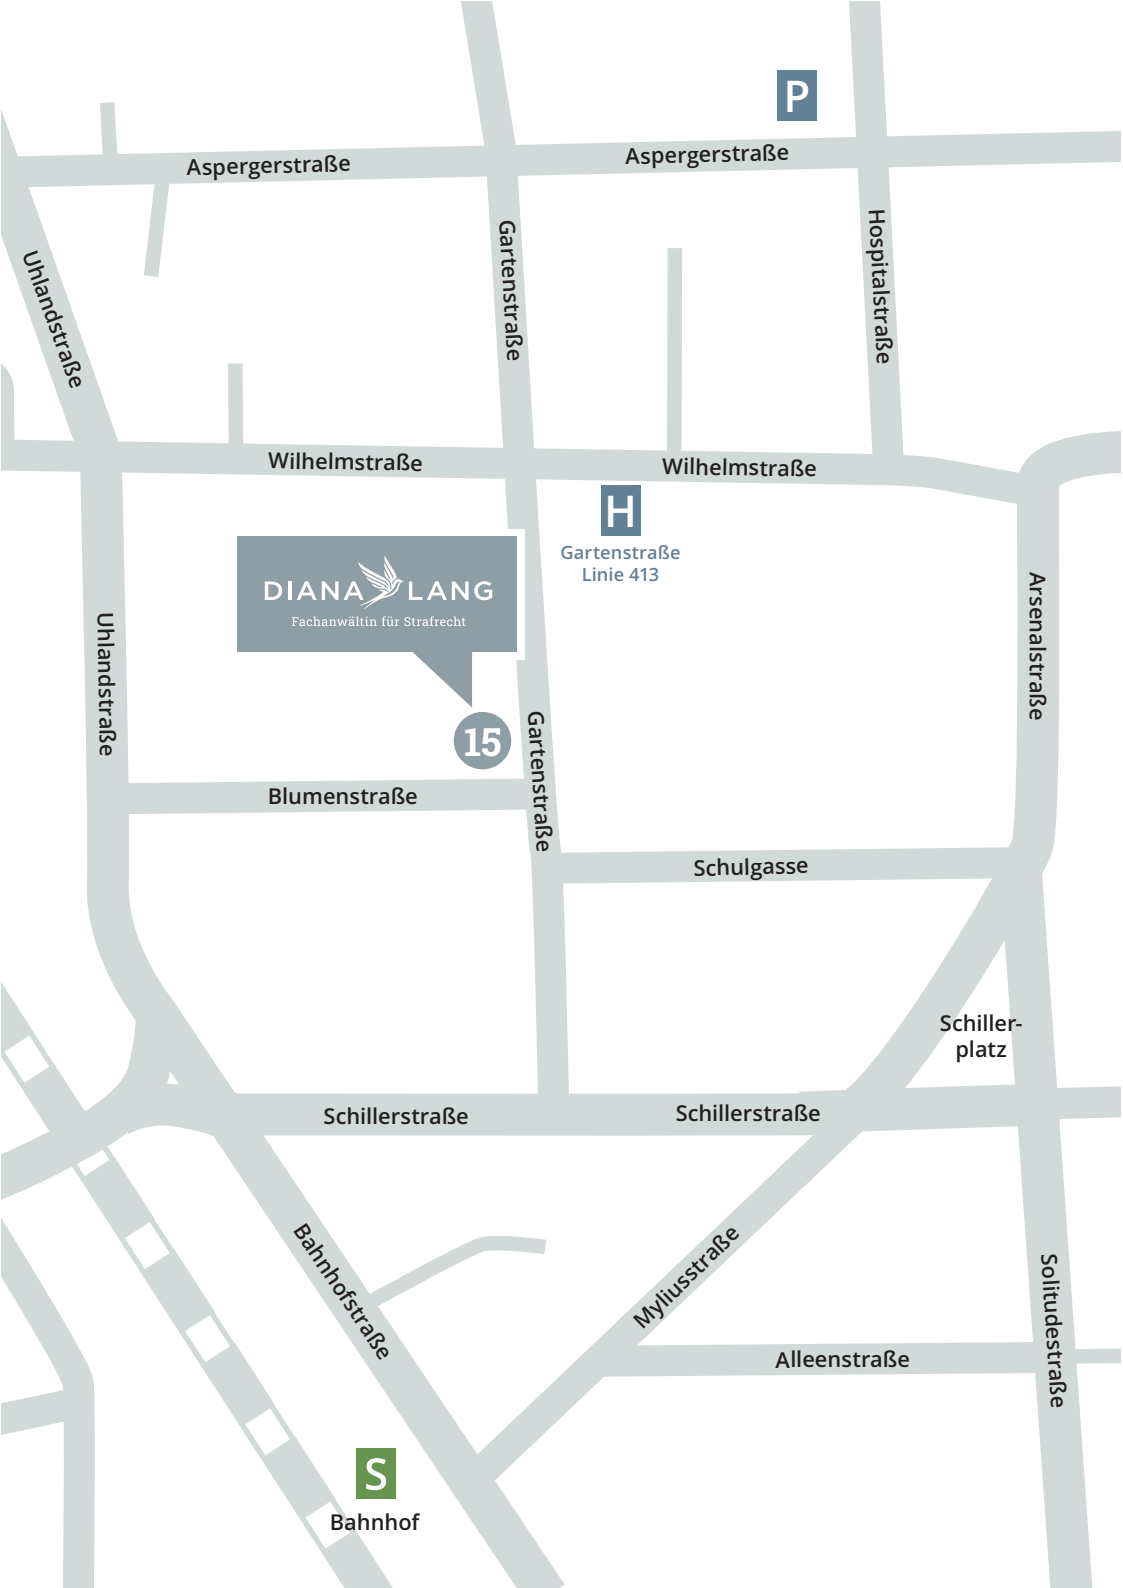 P
Aspergerstraße
Aspergerstraße
Uhlandstraße
Gartenstraße
Hospitalstraße
Wilhelmstraße
Wilhelmstraße
H
Gartenstraße
Linie 413
DIANA LANG
Fachanwältin für Strafrecht
Uhlandstraße
Arsenalstraße
15
Gartenstraße
Blumenstraße
Schulgasse
Schiller-
platz
Schillerstraße
Schillerstraße
Bahnhofstraße
Myliusstraße
Solitudestraße
Alleenstraße
S
Bahnhof